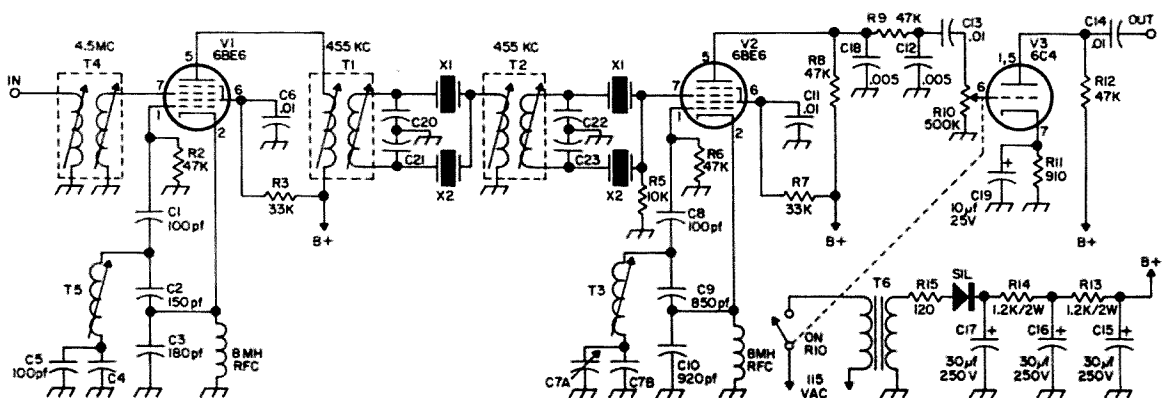 4.5MC
T4
IN
V1
6BE6
5
7
6
1
2
C6
.01
R2
47K
R3
33K
C1
100pf
T5
C2
150pf
C3
180pf
C5
100pf
C4
8MH
RFC
455 KC
T1
B+
C20
C21
X1
X2
455 KC
T2
C22
C23
X1
X2
R5
10K
V2
6BE6
5
7
6
1
2
C11
.01
R6
47K
R7
33K
C8
100pf
T3
C9
850pf
C10
920pf
C7A
C7B
8MH
RFC
R8
47K
B+
R9 47K
C18
.005
C12
.005
C13
.01
R10
500K
V3
6C4
1,5
6
7
C14
.01
OUT
R12
47K
B+
R11
910
C19
10µf
25V
ON
R10
115
VAC
T6
R15
120
SIL
R14
1.2K/2W
R13
1.2K/2W
B+
C17
30µf
250V
C16
30µf
250V
C15
30µf
250V